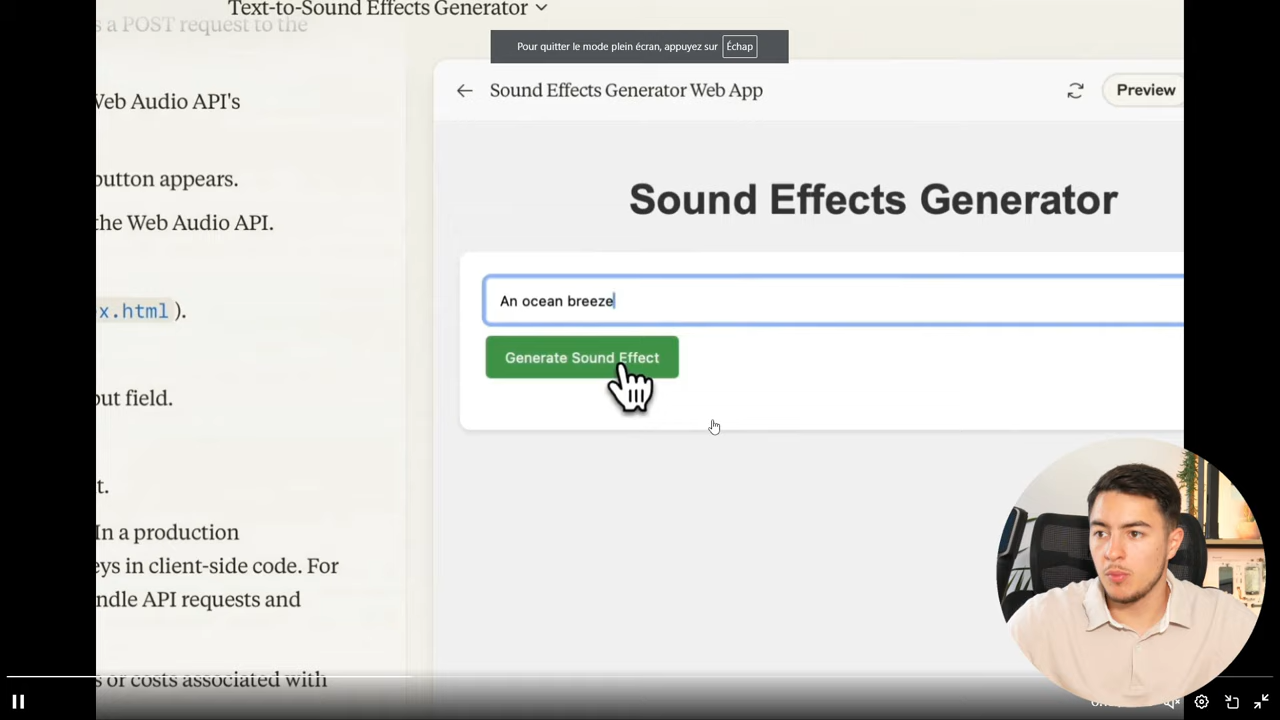 Text-to-Sound Effects Generator
s a POST request to the
Pour quitter le mode plein écran, appuyez sur Échap
Sound Effects Generator Web App
Preview
Web Audio API's
button appears.
the Web Audio API.
Sound Effects Generator
An ocean breeze
x.html ).
Generate Sound Effect
out field.
t.
In a production
eys in client-side code. For
ndle API requests and
s or costs associated with